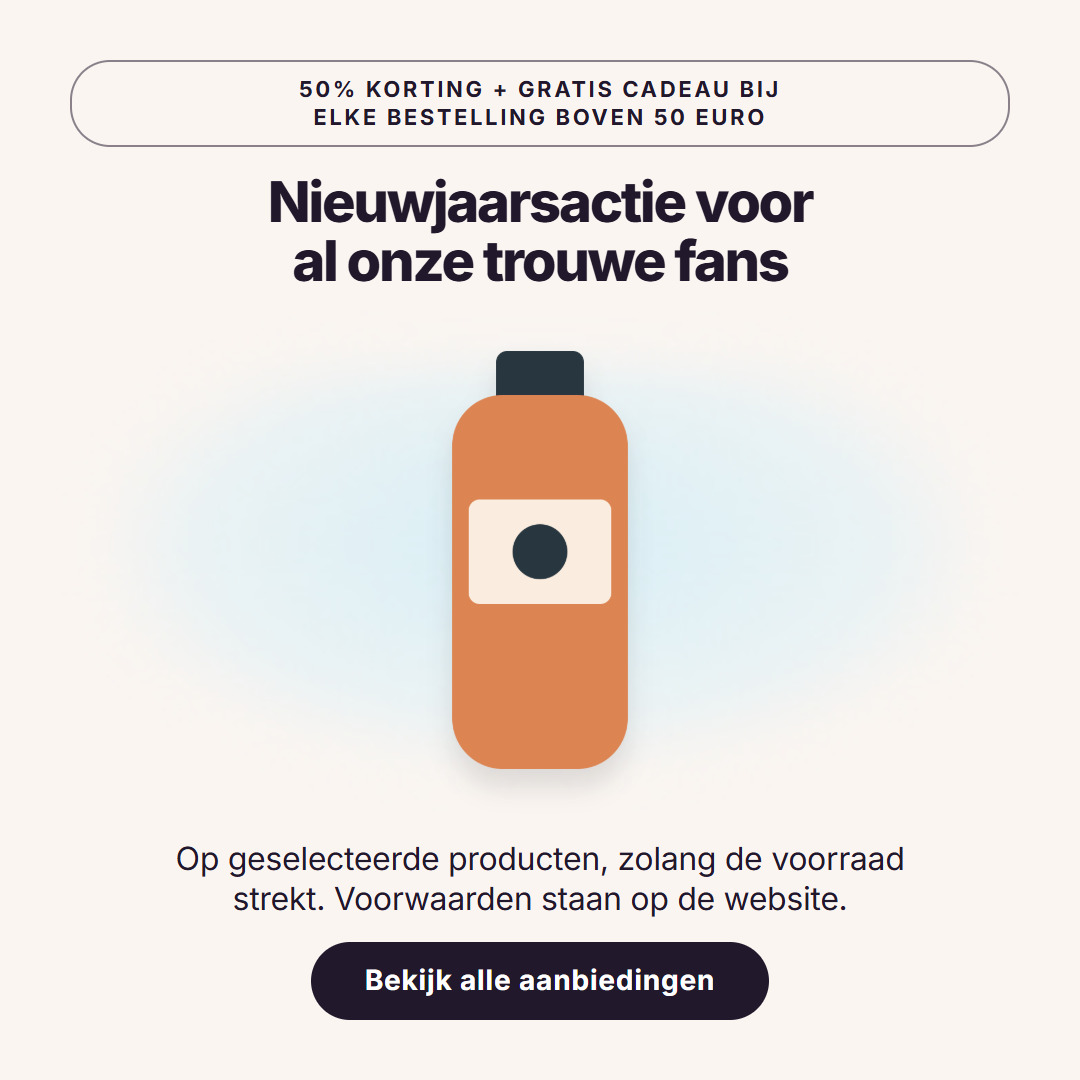 50% KORTING + GRATIS CADEAU BIJ
ELKE BESTELLING BOVEN 50 EURO
Nieuwjaarsactie voor
al onze trouwe fans
Op geselecteerde producten, zolang de voorraad
strekt. Voorwaarden staan op de website.
Bekijk alle aanbiedingen